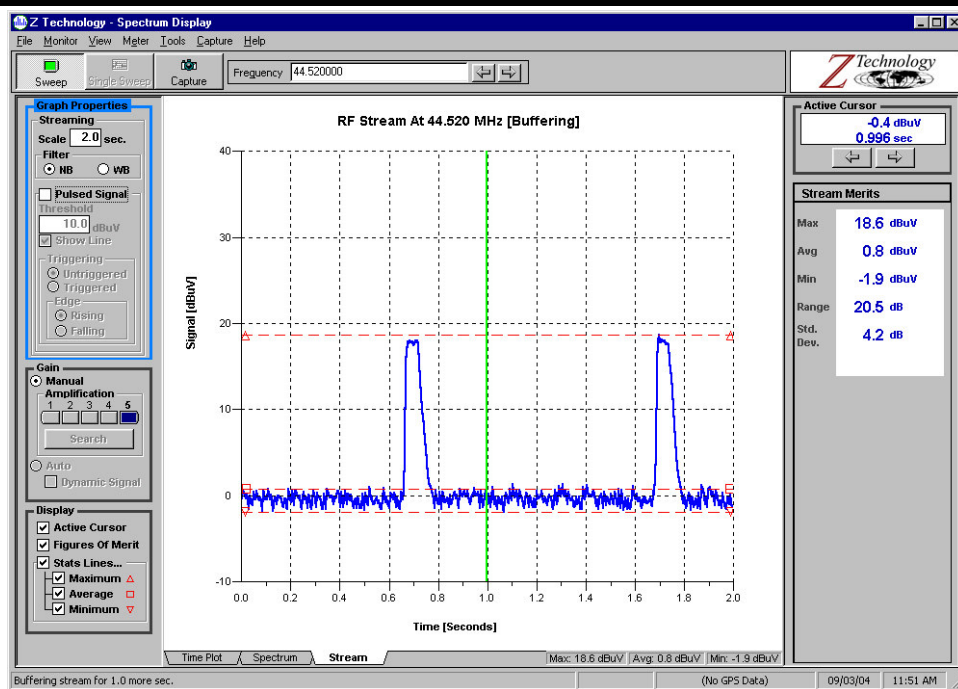 Z Technology - Spectrum Display
File Monitor View Meter Tools Capture Help
Sweep
Single Sweep
Capture
Frequency 44.520000
Z Technology
Graph Properties
Streaming
Scale 2.0 sec.
Filter
NB WB
Pulsed Signal
Threshold
10.0 dBuV
Show Line
Triggering
Untriggered
Triggered
Edge
Rising
Falling
Gain
Manual
Amplification
1 2 3 4 5
Search
Auto
Dynamic Signal
Display
Active Cursor
Figures Of Merit
Stats Lines...
Maximum
Average
Minimum
RF Stream At 44.520 MHz [Buffering]
Signal [dBuV]
40
30
20
10
0
-10
0.0 0.2 0.4 0.6 0.8 1.0 1.2 1.4 1.6 1.8 2.0
Time [Seconds]
Time Plot Spectrum Stream
Max: 18.6 dBuV Avg: 0.8 dBuV Min: -1.9 dBuV
Active Cursor
-0.4 dBuV
0.996 sec
Stream Merits
Max 18.6 dBuV
Avg 0.8 dBuV
Min -1.9 dBuV
Range 20.5 dB
Std. Dev. 4.2 dB
Buffering stream for 1.0 more sec.
(No GPS Data)
09/03/04
11:51 AM